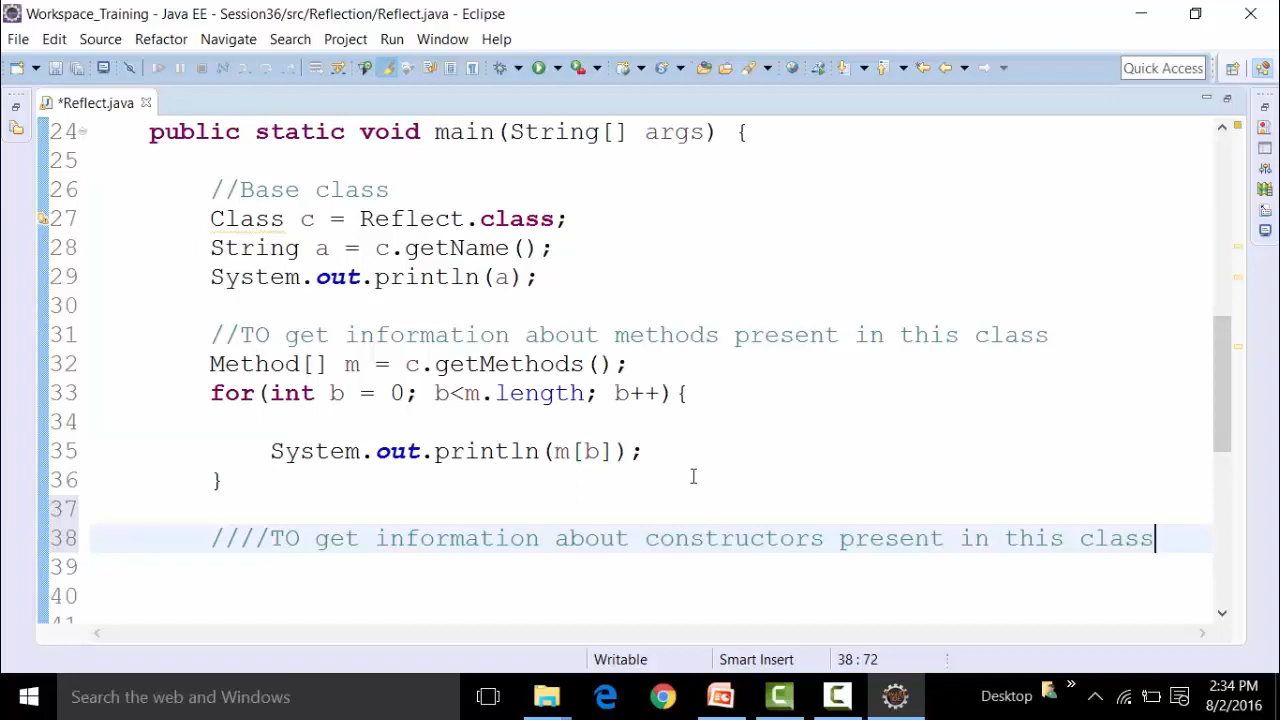 Workspace_Training - Java EE - Session36/src/Reflection/Reflect.java - Eclipse
File Edit Source Refactor Navigate Search Project Run Window Help
Quick Access
*Reflect.java
24 public static void main(String[] args) {
25
26 //Base class
27 Class c = Reflect.class;
28 String a = c.getName();
29 System.out.println(a);
30
31 //TO get information about methods present in this class
32 Method[] m = c.getMethods();
33 for(int b = 0; b<m.length; b++){
34
35 System.out.println(m[b]);
36 }
37
38 ////TO get information about constructors present in this class
39
40
41
Writable Smart Insert 38 : 72
Search the web and Windows
Desktop
2:34 PM
8/2/2016